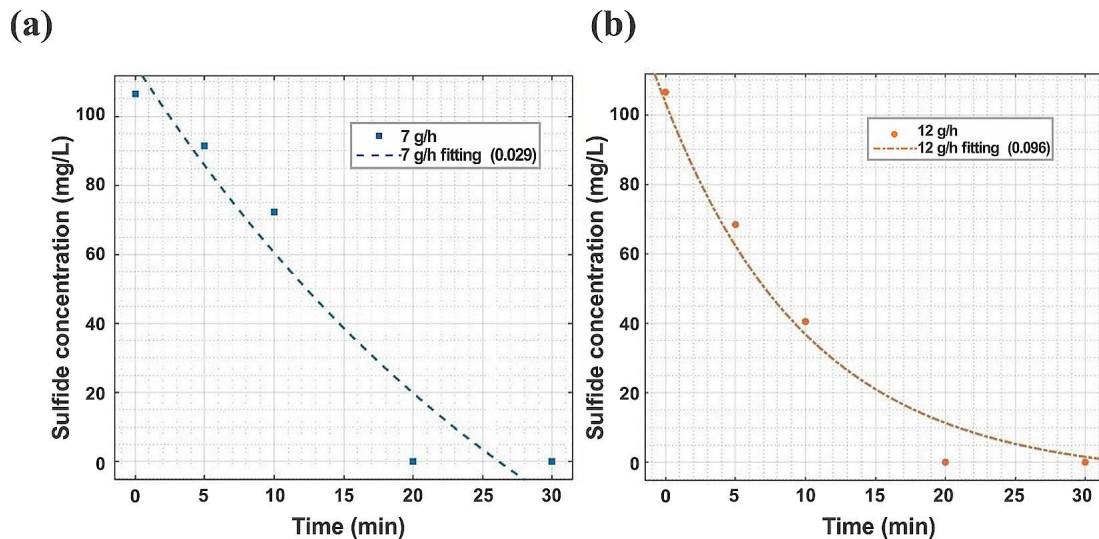 (a)
Sulfide concentration (mg/L)
100
80
60
40
20
0
0 5 10 15 20 25 30
Time (min)
7 g/h
7 g/h fitting (0.029)
(b)
Sulfide concentration (mg/L)
100
80
60
40
20
0
0 5 10 15 20 25 30
Time (min)
12 g/h
12 g/h fitting (0.096)